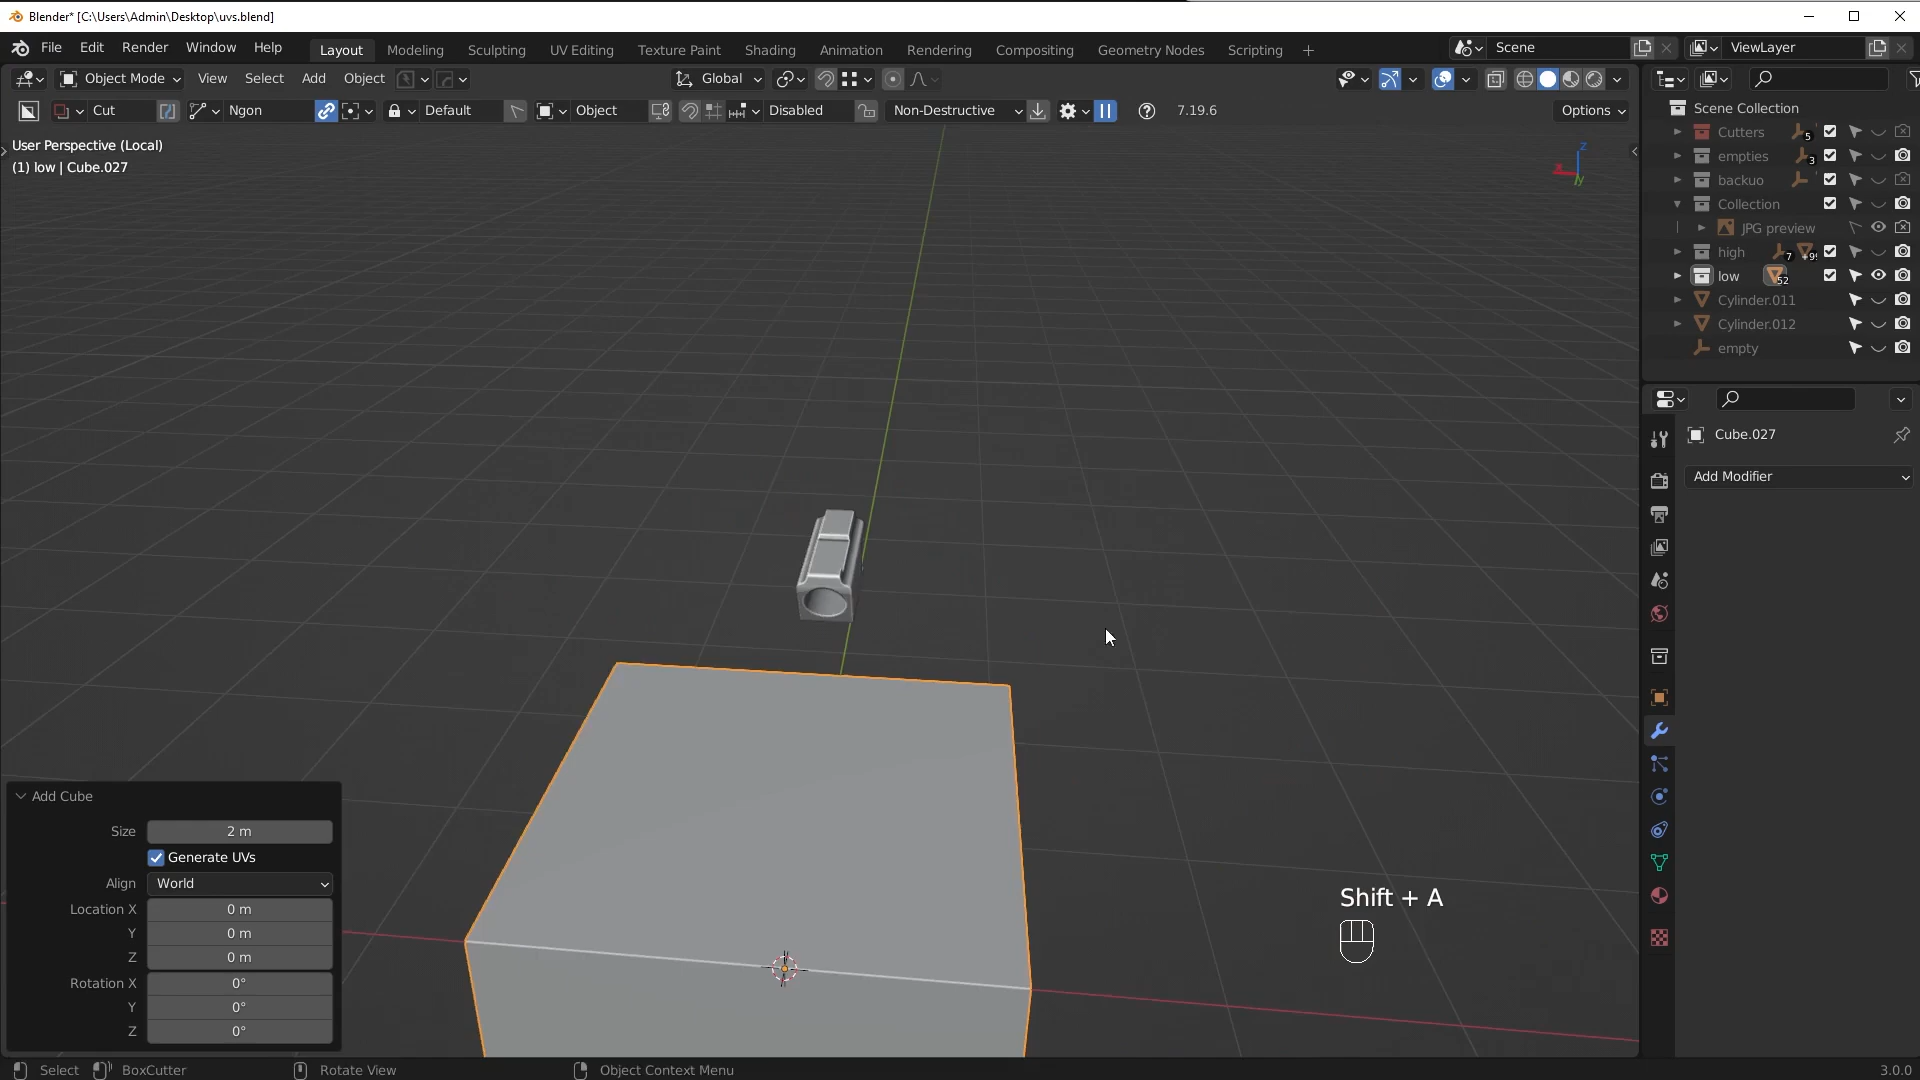 Blender* [C:\Users\Admin\Desktop\uvs.blend]
File Edit Render Window Help
Layout Modeling Sculpting UV Editing Texture Paint Shading Animation Rendering Compositing Geometry Nodes Scripting +
Scene
ViewLayer
Object Mode View Select Add Object
Global
Cut
Ngon
Default
Object
Disabled
Non-Destructive
7.19.6
Options
User Perspective (Local)
(1) low | Cube.027
Z
X
Y
Scene Collection
Cutters 5
empties 3
backuo
Collection
JPG preview
high 7
low 52
Cylinder.011
Cylinder.012
empty
Cube.027
Add Modifier
Add Cube
Size 2 m
Generate UVs
Align World
Location X 0 m
Y 0 m
Z 0 m
Rotation X 0°
Y 0°
Z 0°
Shift + A
Select BoxCutter Rotate View Object Context Menu
3.0.0